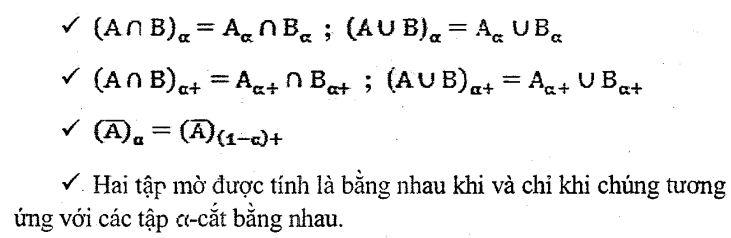 ✓ (A ∩ B)α = Aα ∩ Bα ; (A ∪ B)α = Aα ∪ Bα
✓ (A ∩ B)α+ = Aα+ ∩ Bα+ ; (A ∪ B)α+ = Aα+ ∪ Bα+
✓ (A̅)α = (A̅)(1−α)+
✓ Hai tập mờ được tính là bằng nhau khi và chỉ khi chúng tương
ứng với các tập α-cắt bằng nhau.